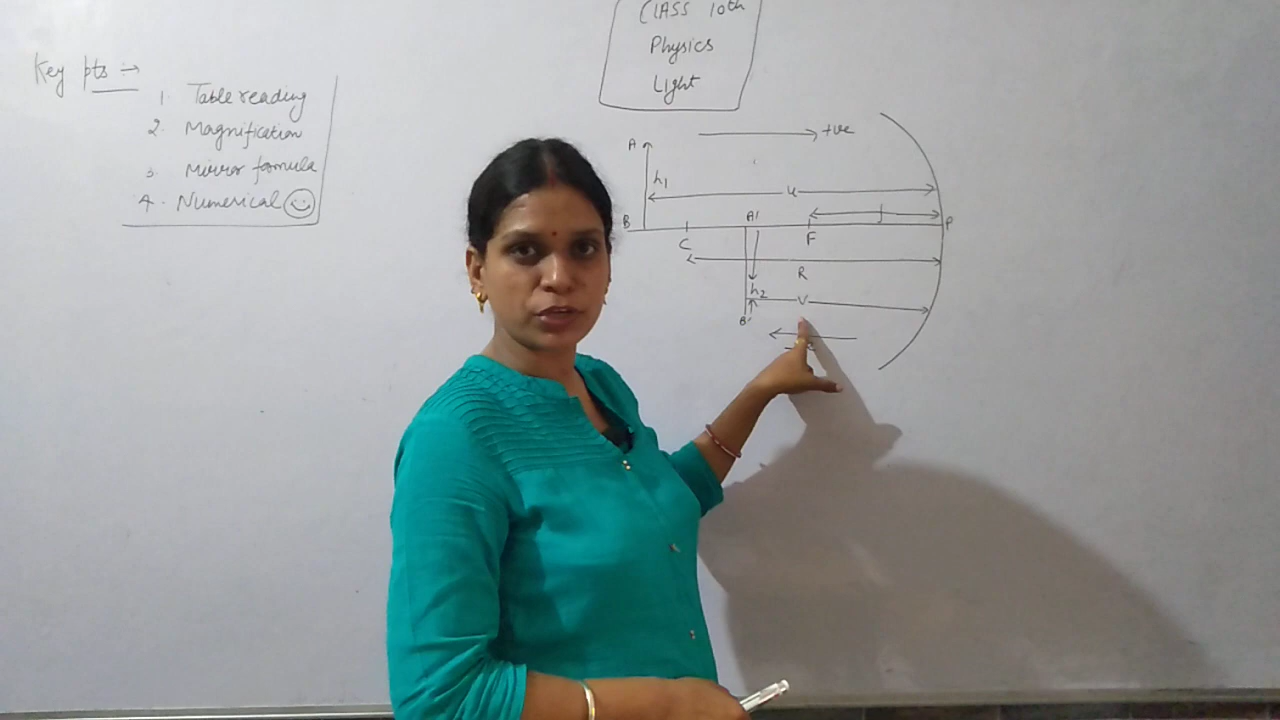 Key pts :→
1. Table reading
2. Magnification
3. Mirror formula
4. Numerical
CLASS 10th
Physics
Light
+ve
A
h1
u
B
C
A'
F
f
P
R
h2
V
B'